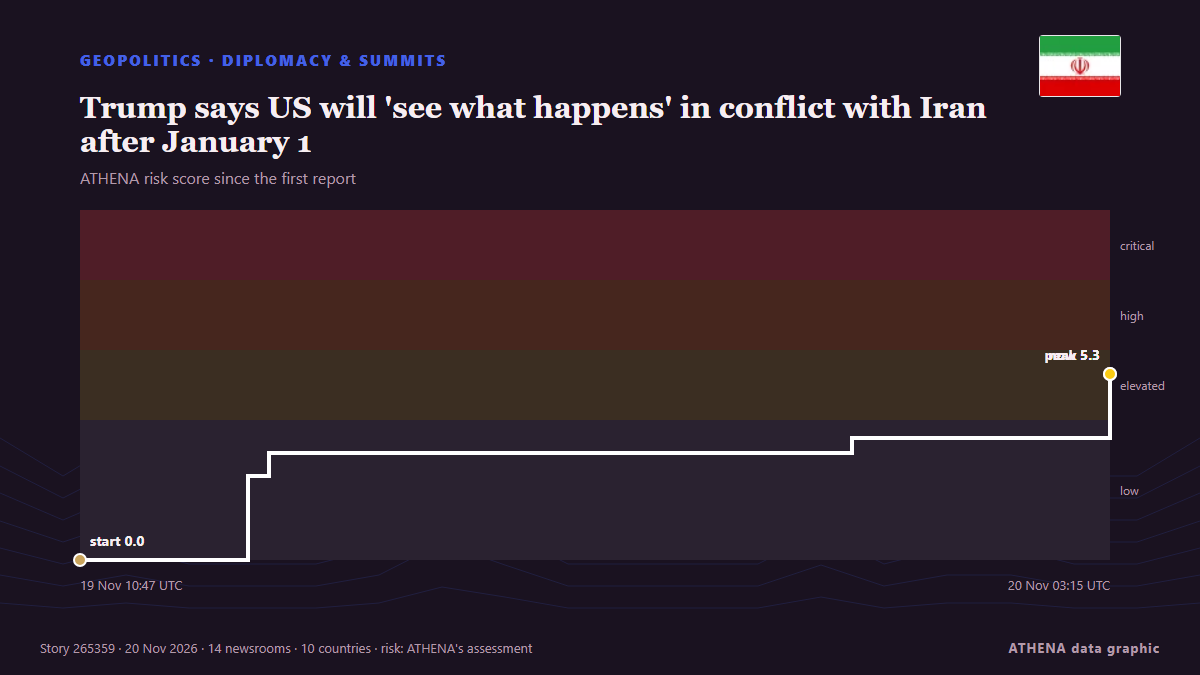 GEOPOLITICS · DIPLOMACY & SUMMITS
Trump says US will 'see what happens' in conflict with Iran
after January 1
ATHENA risk score since the first report
critical
high
peak 5.3
elevated
low
start 0.0
19 Nov 10:47 UTC
20 Nov 03:15 UTC
Story 265359 · 20 Nov 2026 · 14 newsrooms · 10 countries · risk: ATHENA's assessment
ATHENA data graphic